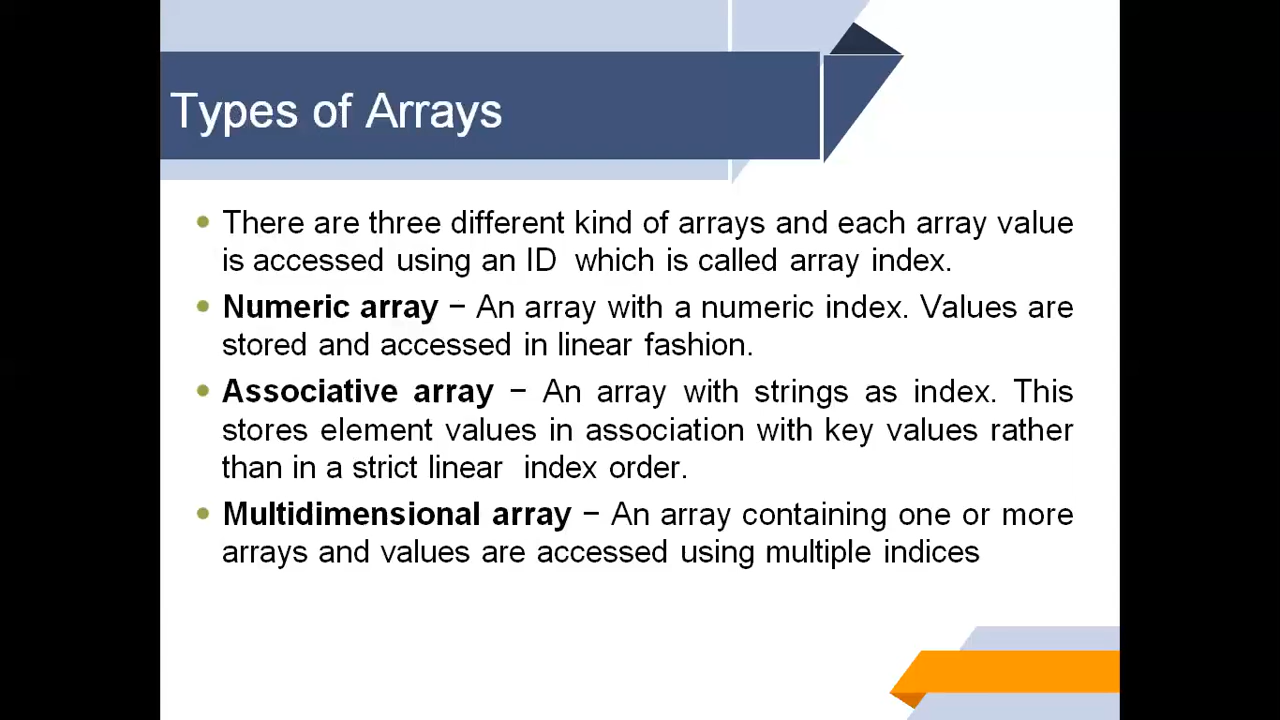 Types of Arrays
There are three different kind of arrays and each array value
is accessed using an ID which is called array index.
Numeric array − An array with a numeric index. Values are
stored and accessed in linear fashion.
Associative array − An array with strings as index. This
stores element values in association with key values rather
than in a strict linear index order.
Multidimensional array − An array containing one or more
arrays and values are accessed using multiple indices